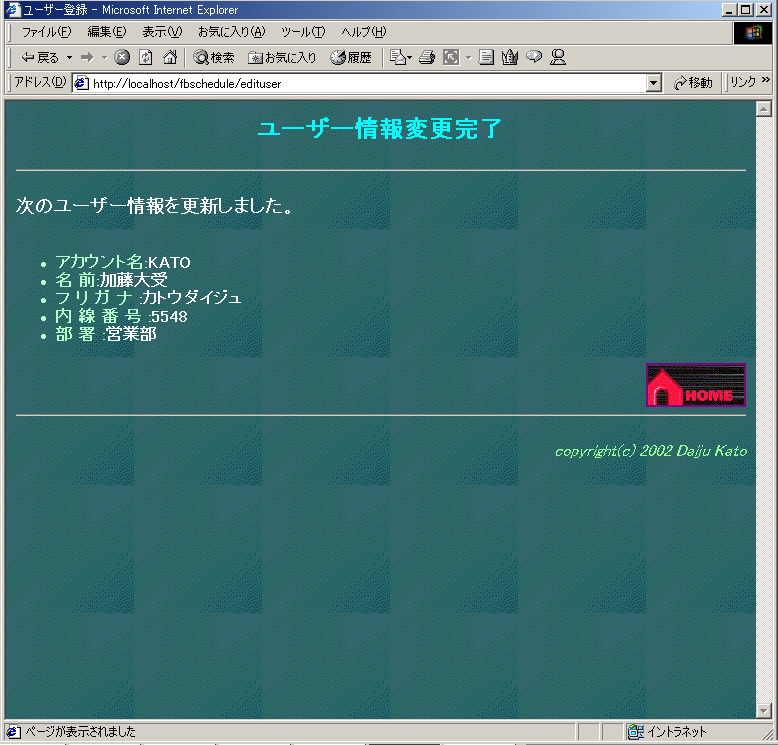 ユーザー登録 - Microsoft Internet Explorer
ファイル(F) 編集(E) 表示(V) お気に入り(A) ツール(T) ヘルプ(H)
戻る 検索 お気に入り 履歴
アドレス(D) http://localhost/fbschedule/edituser 移動 リンク »
ユーザー情報変更完了
次のユーザー情報を更新しました。
アカウント名:KATO
名 前:加藤大受
フ リ ガ ナ :カトウダイジュ
内 線 番 号 :5548
部 署 :営業部
HOME
copyright(c) 2002 Daiju Kato
ページが表示されました イントラネット